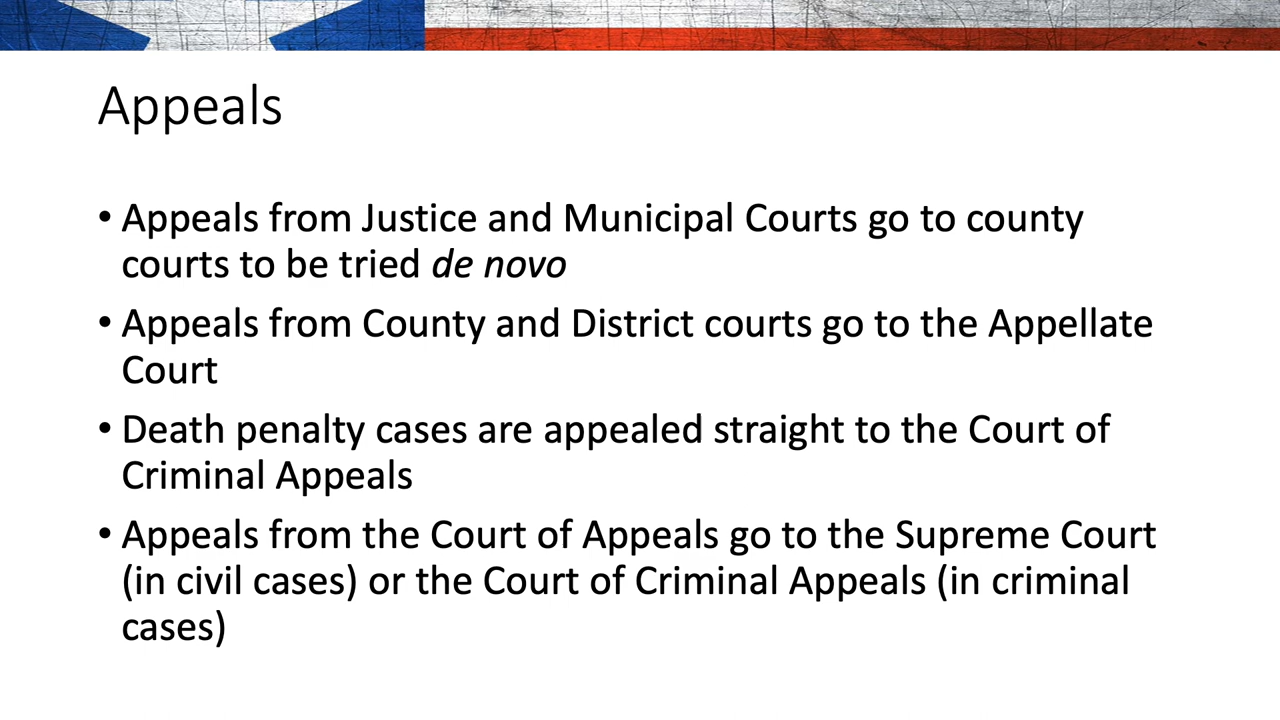 Appeals
• Appeals from Justice and Municipal Courts go to county
courts to be tried de novo
• Appeals from County and District courts go to the Appellate
Court
• Death penalty cases are appealed straight to the Court of
Criminal Appeals
• Appeals from the Court of Appeals go to the Supreme Court
(in civil cases) or the Court of Criminal Appeals (in criminal
cases)